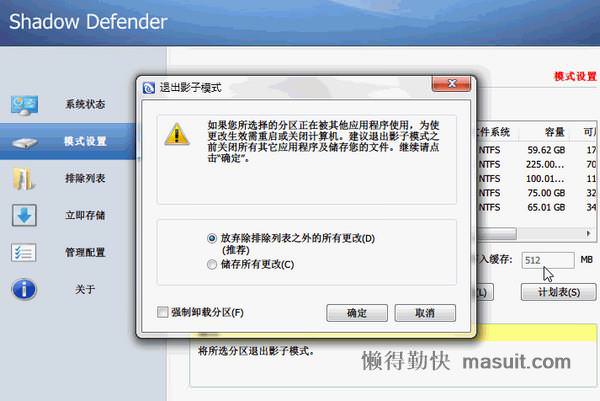 Shadow Defender
模式设置
系统状态
模式设置
排除列表
立即存储
管理配置
关于
退出影子模式
如果您所选择的分区正在被其他应用程序使用，为使
更改生效需重启或关闭计算机。建议退出影子模式之
前关闭所有其它应用程序及储存您的文件。继续请点
击"确定"。
放弃除排除列表之外的所有更改(D)
(推荐)
储存所有更改(C)
强制卸载分区(F)
确定
取消
文件系统 容量
NTFS 59.62 GB 17
NTFS 225.00... 70
NTFS 100.01... 11
NTFS 75.00 GB 32
NTFS 65.01 GB 34
写入缓存: 512 MB
计划表(S)
将所选分区退出影子模式。
懒得勤快 masuit.com